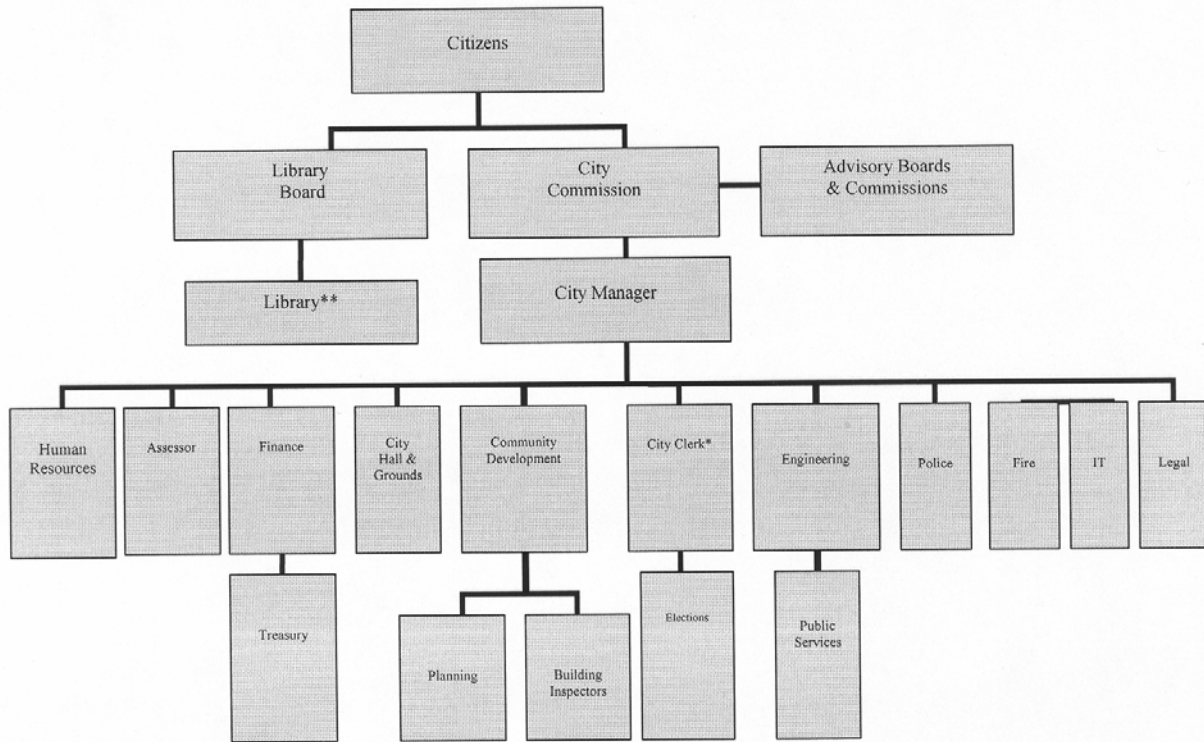 Citizens
Library
Board
City
Commission
Advisory Boards
& Commissions
Library**
City Manager
Human
Resources
Assessor
Finance
City
Hall &
Grounds
Community
Development
City Clerk*
Engineering
Police
Fire
IT
Legal
Treasury
Planning
Building
Inspectors
Elections
Public
Services